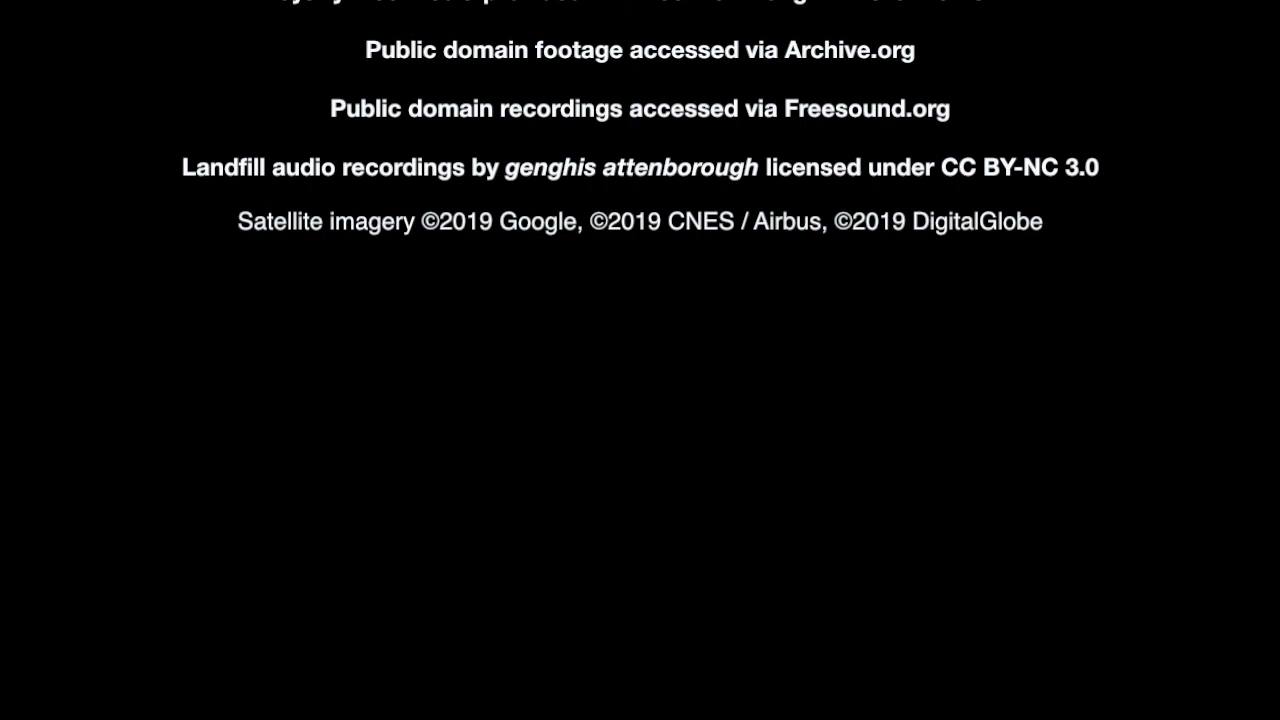 Public domain footage accessed via Archive.org
Public domain recordings accessed via Freesound.org
Landfill audio recordings by genghis attenborough licensed under CC BY-NC 3.0
Satellite imagery ©2019 Google, ©2019 CNES / Airbus, ©2019 DigitalGlobe